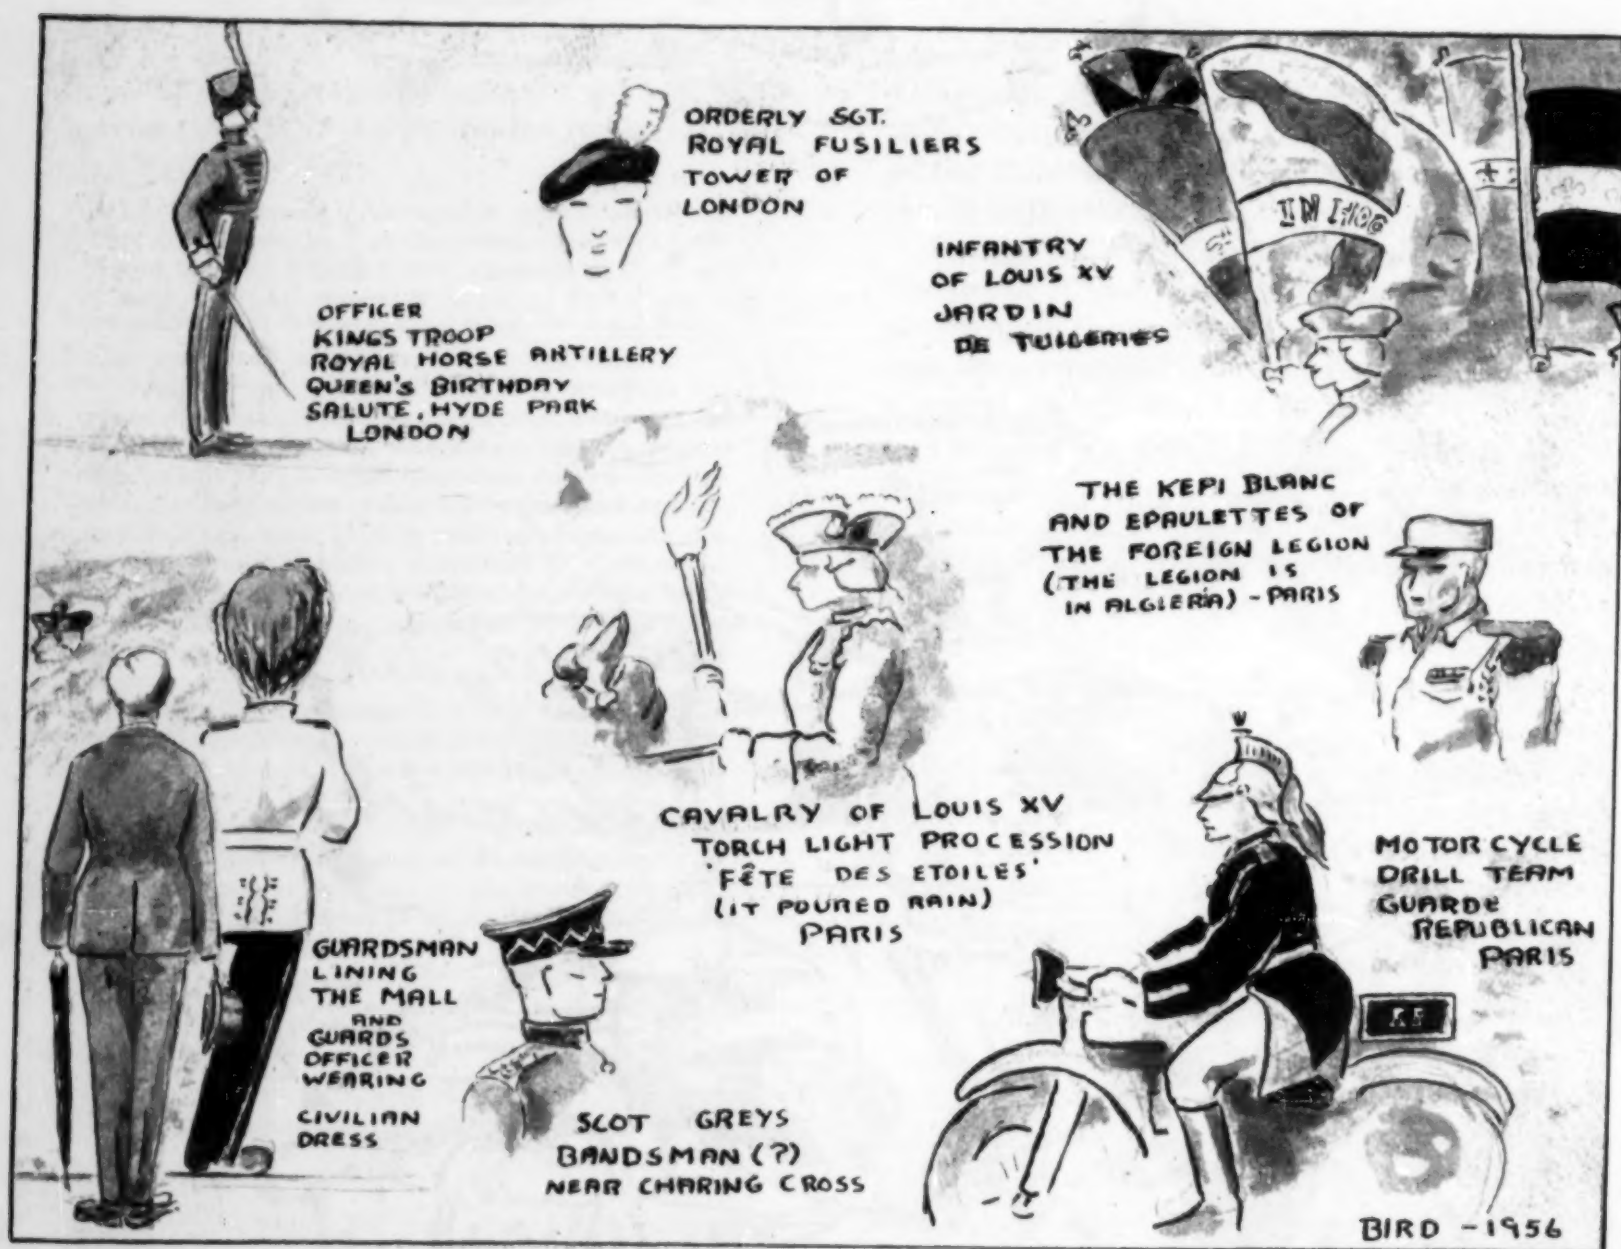 ORDERLY SGT.
ROYAL FUSILIERS
TOWER OF
LONDON
OFFICER
KINGS TROOP
ROYAL HORSE ARTILLERY
QUEEN'S BIRTHDAY
SALUTE, HYDE PARK
LONDON
INFANTRY
OF LOUIS XV
JARDIN
DE TUILERIES
THE KEPI BLANC
AND EPAULETTES OF
THE FOREIGN LEGION
(THE LEGION IS
IN ALGIERIA) - PARIS
CAVALRY OF LOUIS XV
TORCH LIGHT PROCESSION
'FÊTE DES ETOILES'
(IT POURED RAIN)
PARIS
GUARDSMAN
LINING
THE MALL
AND
GUARDS
OFFICER
WEARING
CIVILIAN
DRESS
SCOT GREYS
BANDSMAN (?)
NEAR CHARING CROSS
MOTOR CYCLE
DRILL TEAM
GUARDE
REPUBLICAN
PARIS
BIRD - 1956